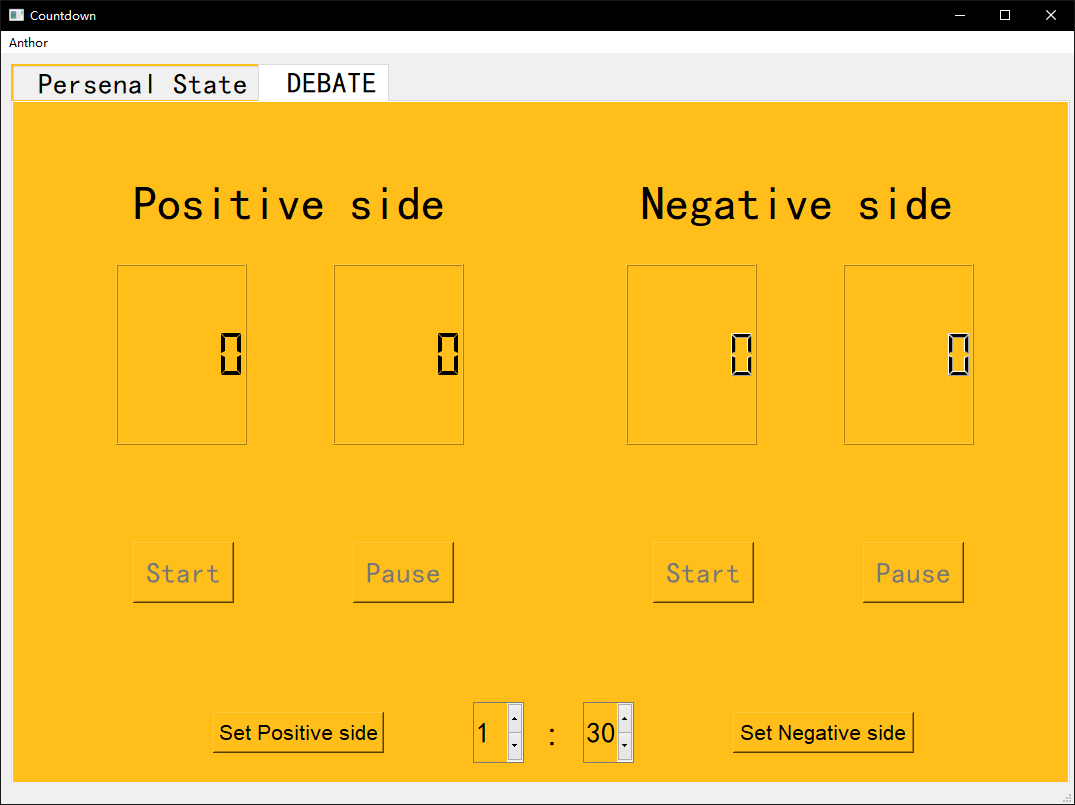 Countdown
Anthor
Persenal State DEBATE
Positive side Negative side
0 0 0 0
Start Pause Start Pause
Set Positive side 1 : 30 Set Negative side